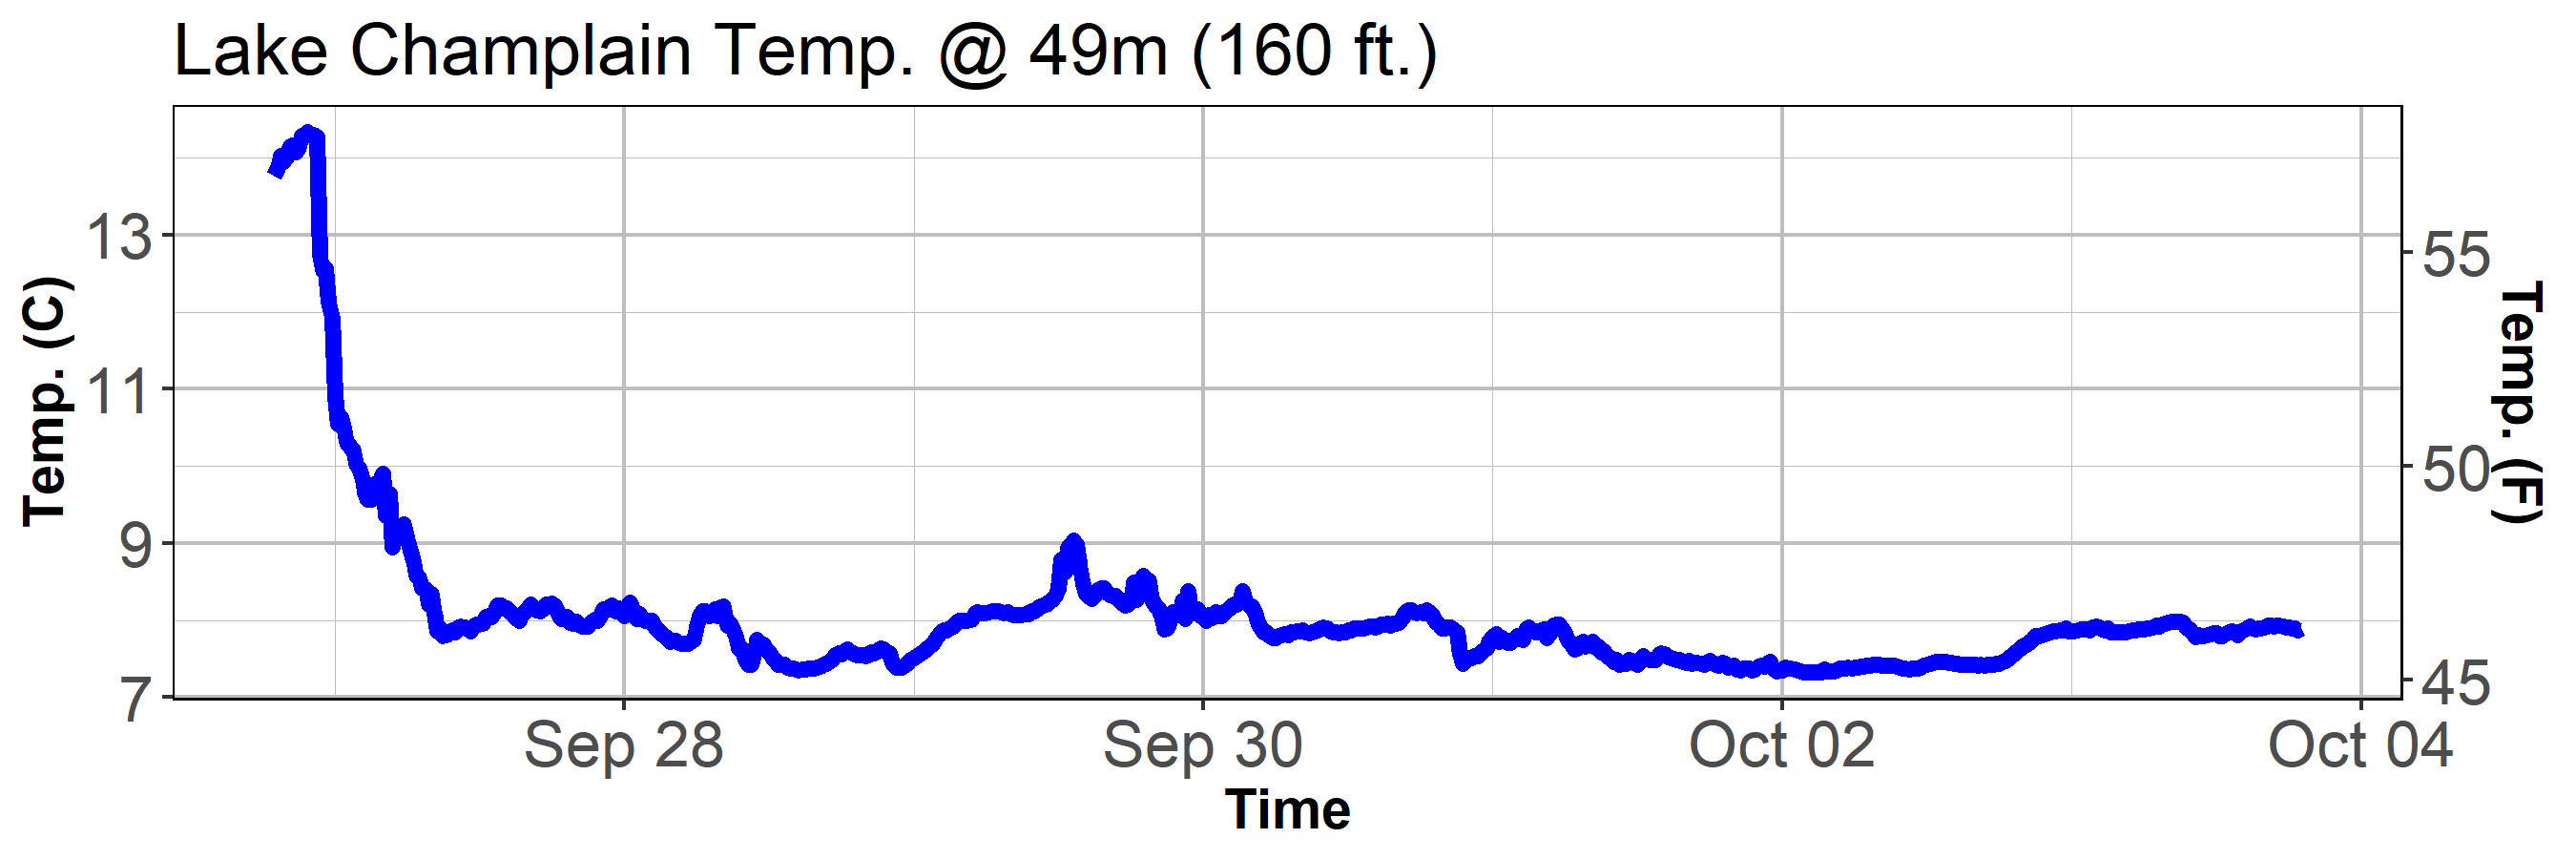 Lake Champlain Temp. @ 49m (160 ft.)
Temp. (C)
13
11
9
7
55
50
45
Temp. (F)
Sep 28
Sep 30
Oct 02
Oct 04
Time